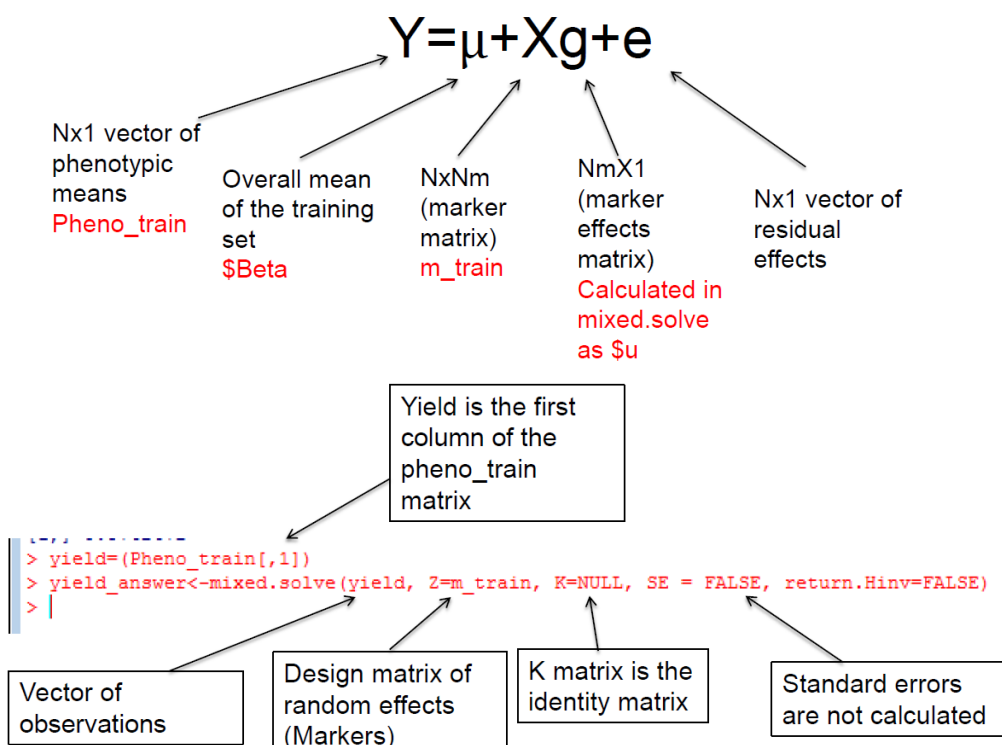 Y=μ+Xg+e
Nx1 vector of
phenotypic
means
Pheno_train
Overall mean
of the training
set
$Beta
NxNm
(marker
matrix)
m_train
NmX1
(marker
effects
matrix)
Calculated in
mixed.solve
as $u
Nx1 vector of
residual
effects
Yield is the first
column of the
pheno_train
matrix
> yield=(Pheno_train[,1])
> yield_answer<-mixed.solve(yield, Z=m_train, K=NULL, SE = FALSE, return.Hinv=FALSE)
>
Vector of
observations
Design matrix of
random effects
(Markers)
K matrix is the
identity matrix
Standard errors
are not calculated